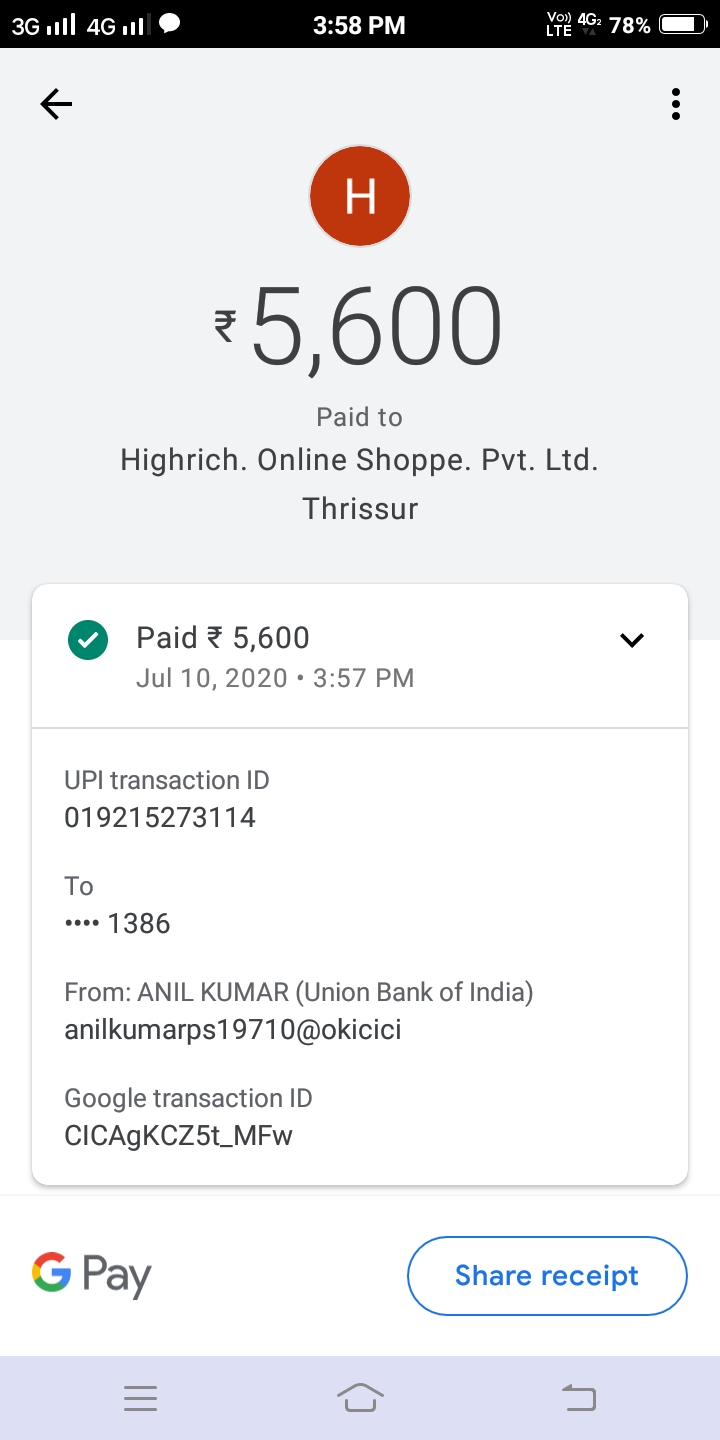 3G 4G 3:58 PM Vo)) LTE 4G2 78%
H
₹5,600
Paid to
Highrich. Online Shoppe. Pvt. Ltd.
Thrissur
Paid ₹ 5,600
Jul 10, 2020 • 3:57 PM
UPI transaction ID
019215273114
To
•••• 1386
From: ANIL KUMAR (Union Bank of India)
anilkumarps19710@okicici
Google transaction ID
CICAgKCZ5t_MFw
G Pay
Share receipt